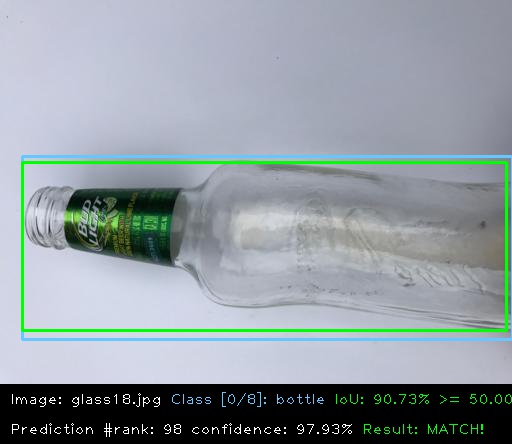 BUD
LIGHT
Image: glass18.jpg Class [0/8]: bottle IoU: 90.73% >= 50.00
Prediction #rank: 98 confidence: 97.93% Result: MATCH!